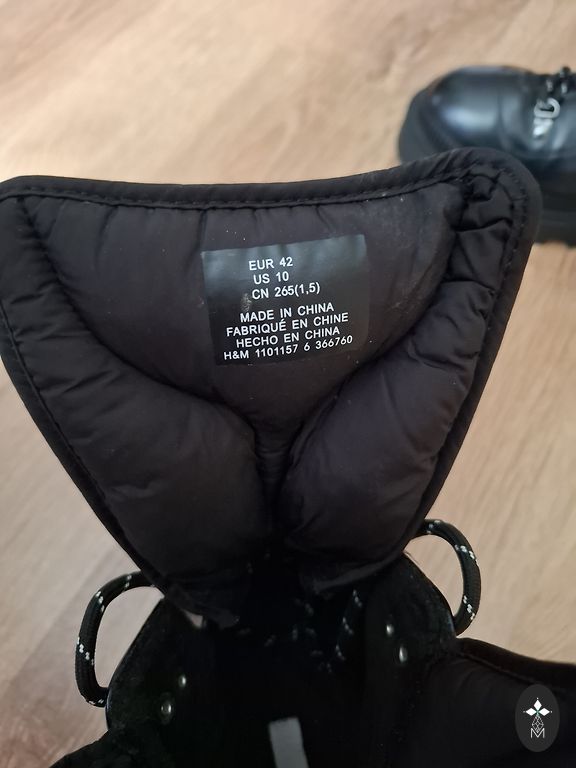 EUR 42
US 10
CN 265(1,5)
MADE IN CHINA
FABRIQUÉ EN CHINE
HECHO EN CHINA
H&M 1101157 6 366760
M